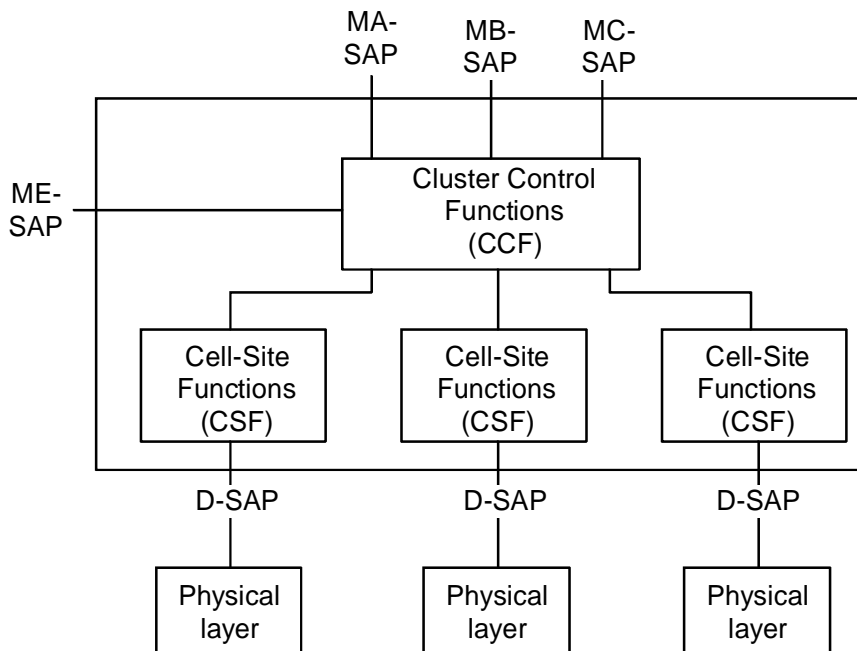 MA-
SAP
MB-
SAP
MC-
SAP
ME-
SAP
Cluster Control
Functions
(CCF)
Cell-Site
Functions
(CSF)
Cell-Site
Functions
(CSF)
Cell-Site
Functions
(CSF)
D-SAP
D-SAP
D-SAP
Physical
layer
Physical
layer
Physical
layer